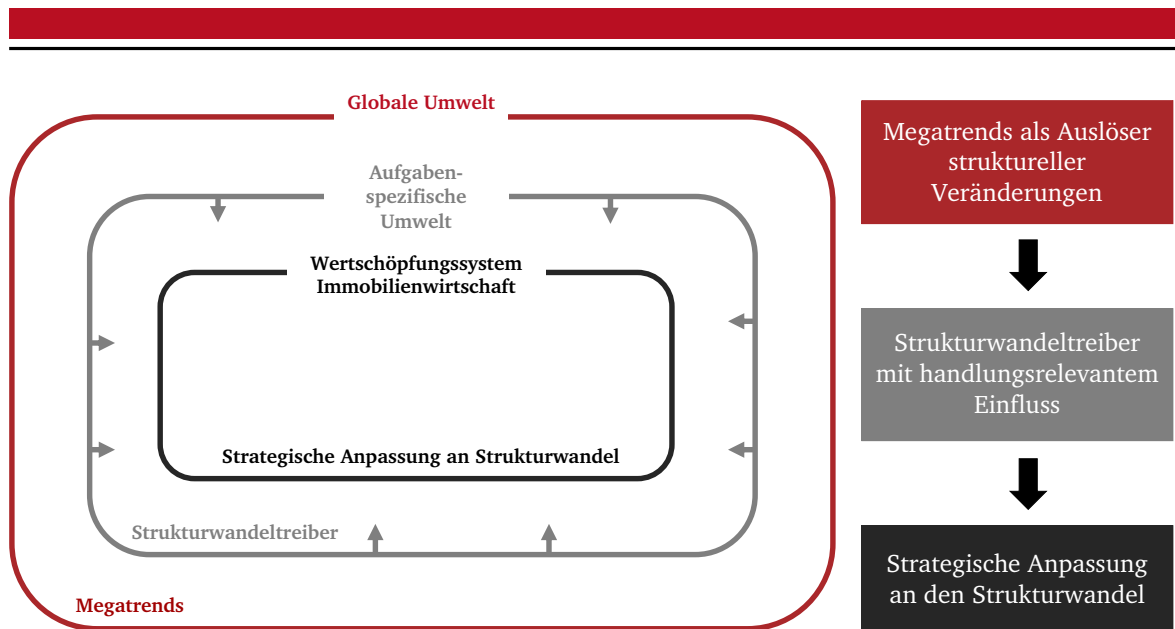 Globale Umwelt
Aufgaben-
spezifische
Umwelt
Wertschöpfungssystem
Immobilienwirtschaft
Strategische Anpassung an Strukturwandel
Strukturwandeltreiber
Megatrends
Megatrends als Auslöser
struktureller
Veränderungen
Strukturwandeltreiber
mit handlungsrelevantem
Einfluss
Strategische Anpassung
an den Strukturwandel